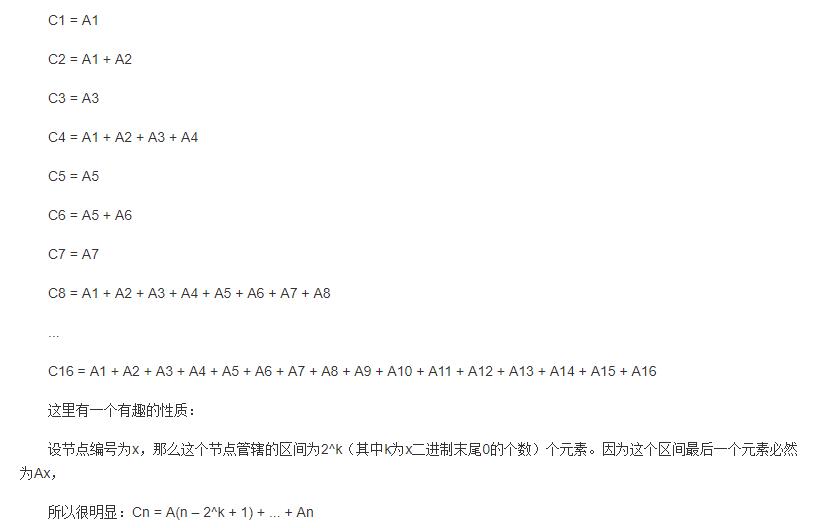 C1 = A1
C2 = A1 + A2
C3 = A3
C4 = A1 + A2 + A3 + A4
C5 = A5
C6 = A5 + A6
C7 = A7
C8 = A1 + A2 + A3 + A4 + A5 + A6 + A7 + A8
...
C16 = A1 + A2 + A3 + A4 + A5 + A6 + A7 + A8 + A9 + A10 + A11 + A12 + A13 + A14 + A15 + A16
这里有一个有趣的性质：
设节点编号为x，那么这个节点管辖的区间为2^k（其中k为x二进制末尾0的个数）个元素。因为这个区间最后一个元素必然
为Ax，
所以很明显：Cn = A(n – 2^k + 1) + ... + An